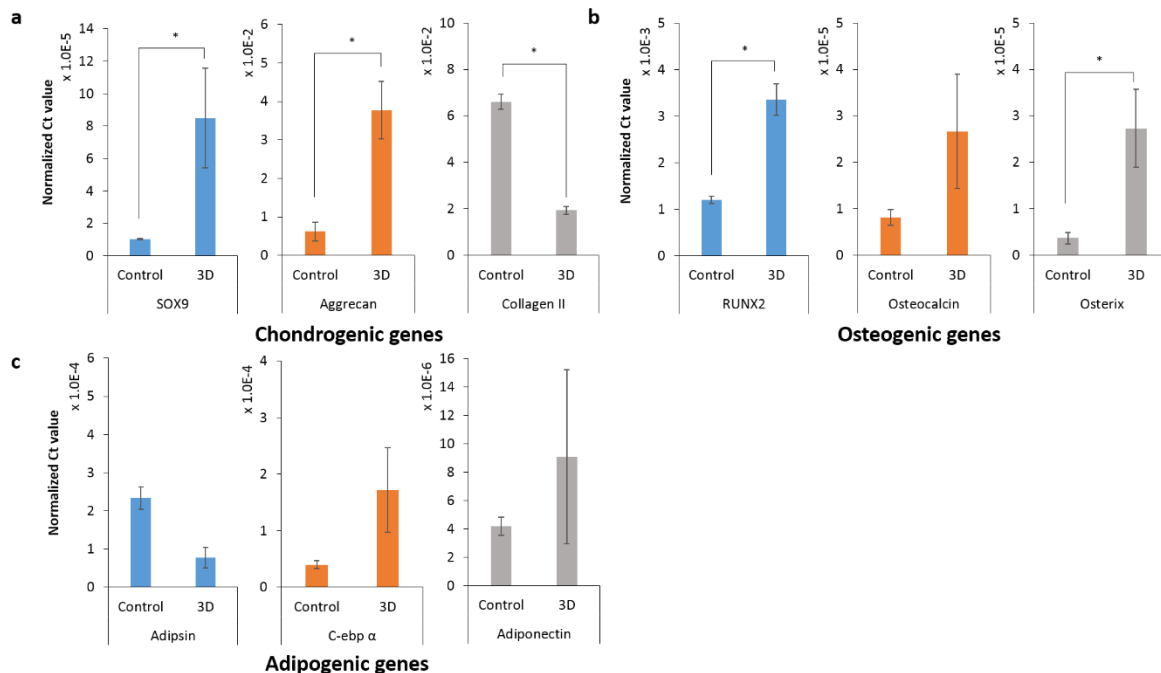 a
Normalized Ct value
x 1.0E-5
14
12
10
8
6
4
2
0
*
Control 3D
SOX9
x 1.0E-2
6
5
4
3
2
1
0
*
Control 3D
Aggrecan
x 1.0E-2
10
8
6
4
2
0
*
Control 3D
Collagen II
Chondrogenic genes
b
x 1.0E-3
5
4
3
2
1
0
*
Control 3D
RUNX2
x 1.0E-5
5
4
3
2
1
0
Control 3D
Osteocalcin
x 1.0E-5
5
4
3
2
1
0
*
Control 3D
Osterix
Osteogenic genes
c
Normalized Ct value
x 1.0E-4
6
5
4
3
2
1
0
Control 3D
Adipsin
x 1.0E-4
4
3
2
1
0
Control 3D
C-ebp α
x 1.0E-6
16
14
12
10
8
6
4
2
0
Control 3D
Adiponectin
Adipogenic genes